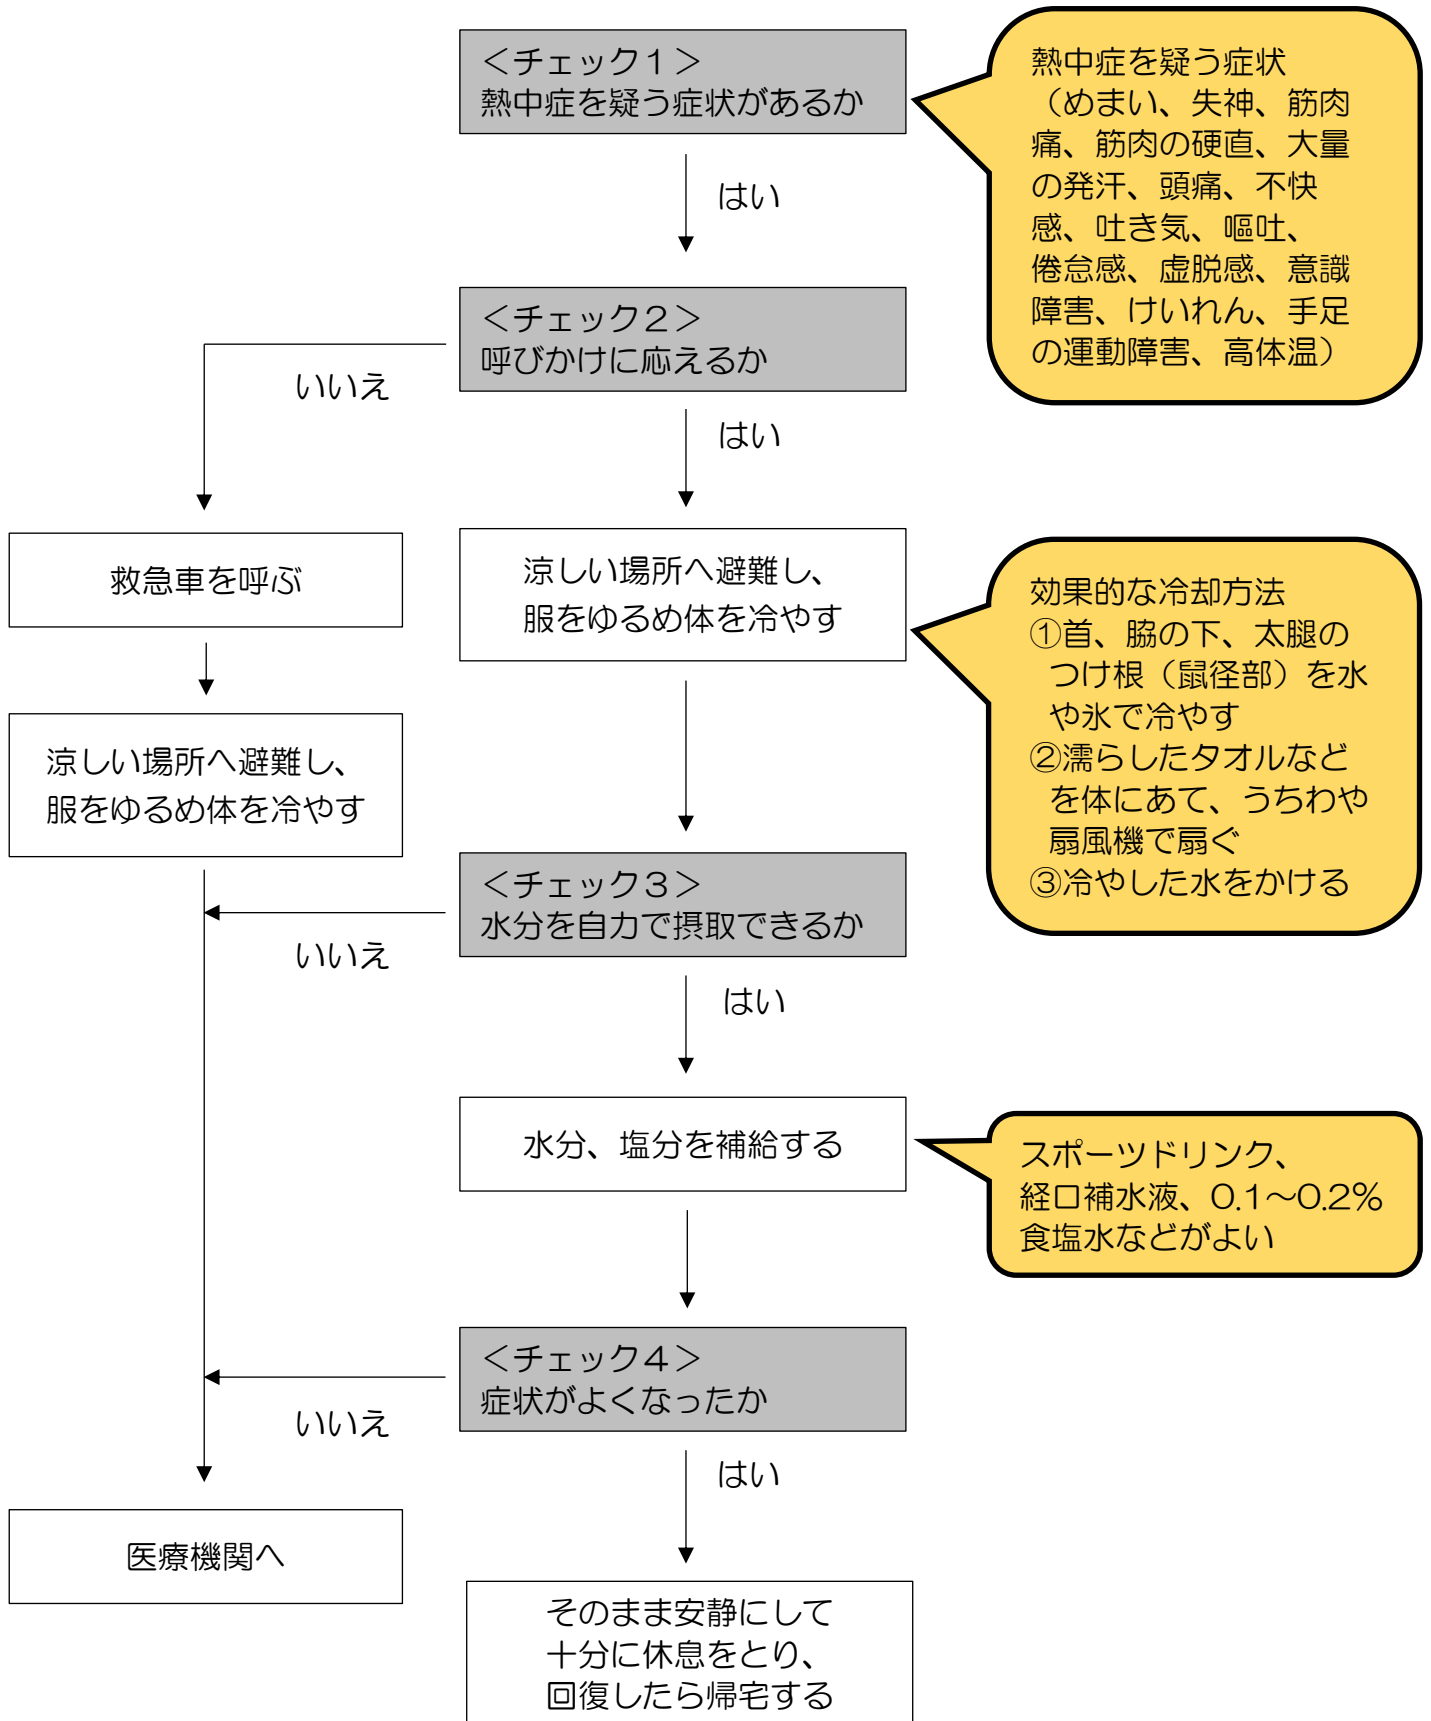 ＜チェック１＞
熱中症を疑う症状があるか
熱中症を疑う症状
（めまい、失神、筋肉
痛、筋肉の硬直、大量
の発汗、頭痛、不快
感、吐き気、嘔吐、
倦怠感、虚脱感、意識
障害、けいれん、手足
の運動障害、高体温）
はい
＜チェック２＞
呼びかけに応えるか
いいえ
はい
救急車を呼ぶ
涼しい場所へ避難し、
服をゆるめ体を冷やす
涼しい場所へ避難し、
服をゆるめ体を冷やす
効果的な冷却方法
①首、脇の下、太腿の
つけ根（鼠径部）を水
や氷で冷やす
②濡らしたタオルなど
を体にあて、うちわや
扇風機で扇ぐ
③冷やした水をかける
＜チェック３＞
水分を自力で摂取できるか
いいえ
はい
水分、塩分を補給する
スポーツドリンク、
経口補水液、0.1～0.2％
食塩水などがよい
＜チェック４＞
症状がよくなったか
いいえ
はい
医療機関へ
そのまま安静にして
十分に休息をとり、
回復したら帰宅する